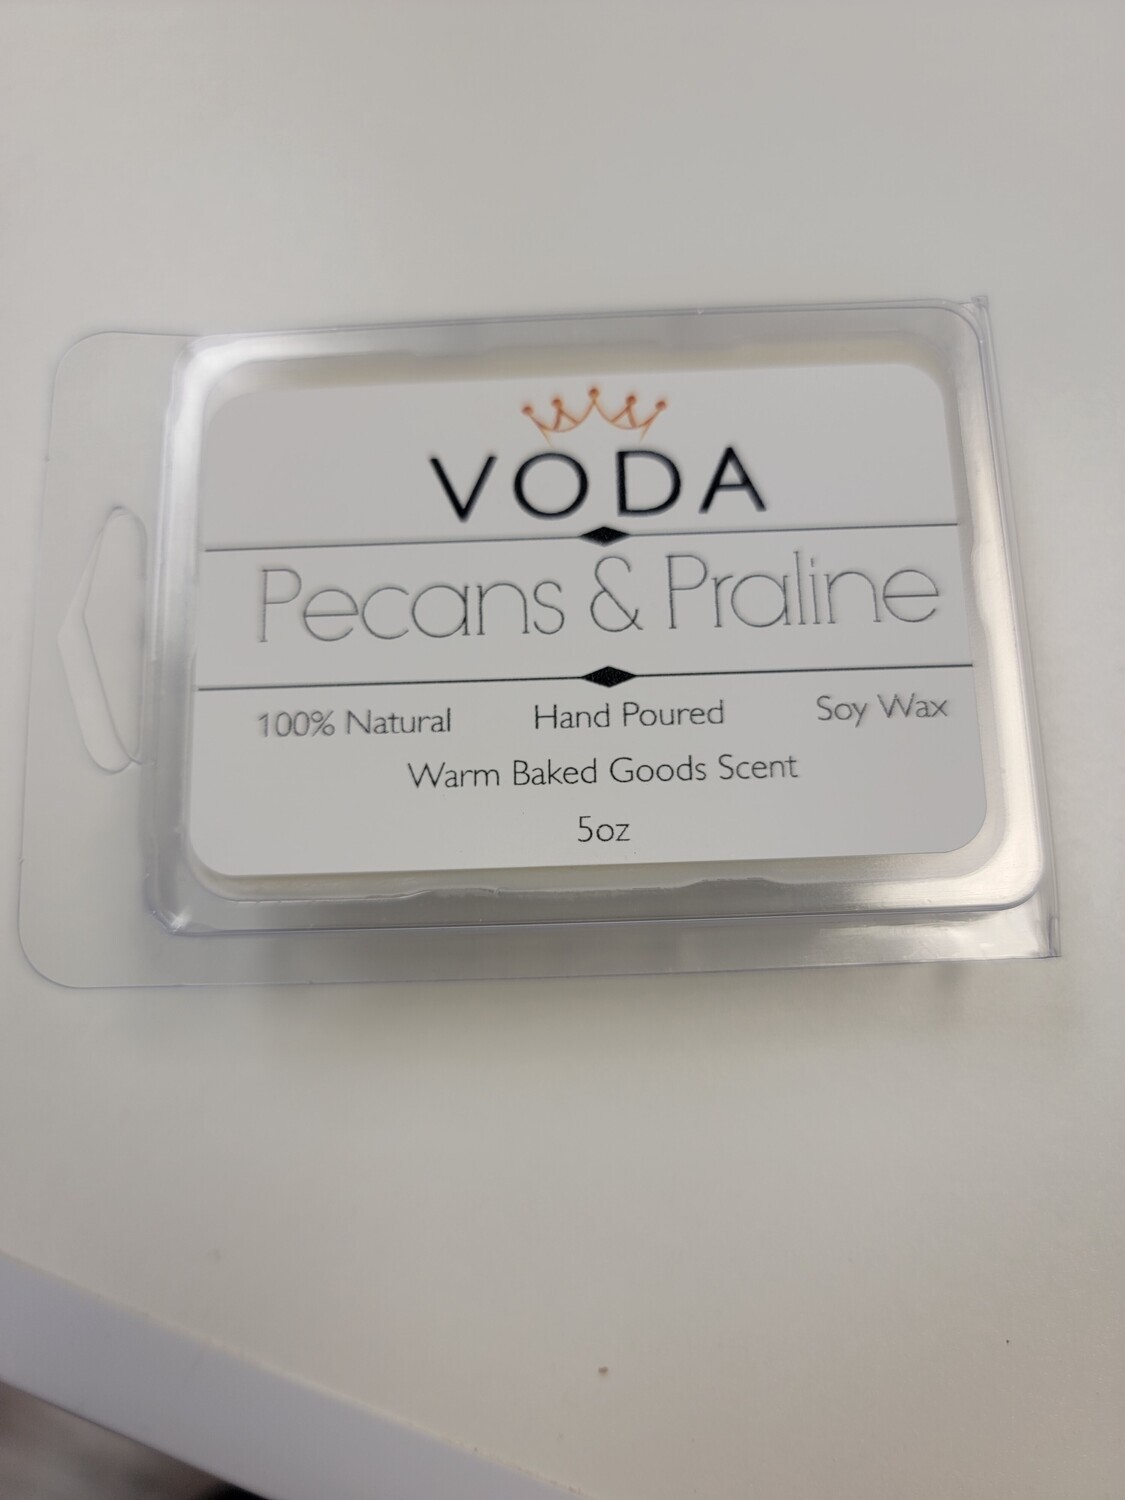 VODA
Pecans & Praline
100% Natural Hand Poured Soy Wax
Warm Baked Goods Scent
5oz